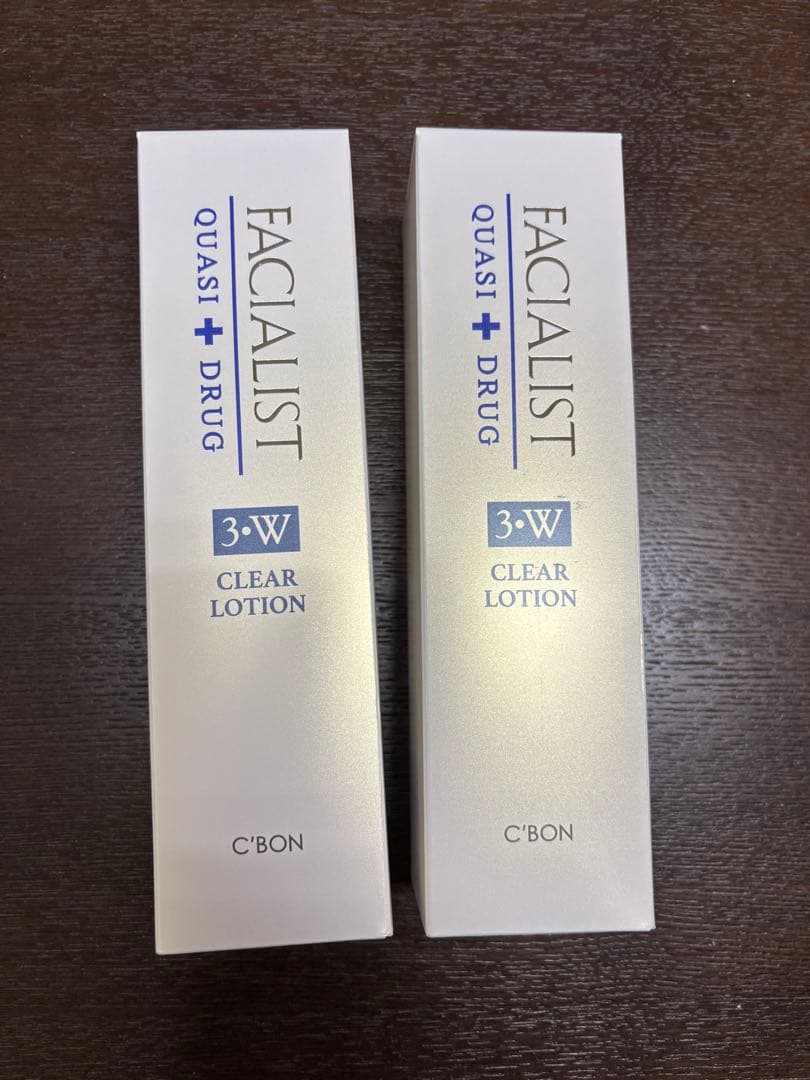 FACIALIST
QUASI + DRUG
3•W
CLEAR
LOTION
C'BON
FACIALIST
QUASI + DRUG
3•W
CLEAR
LOTION
C'BON